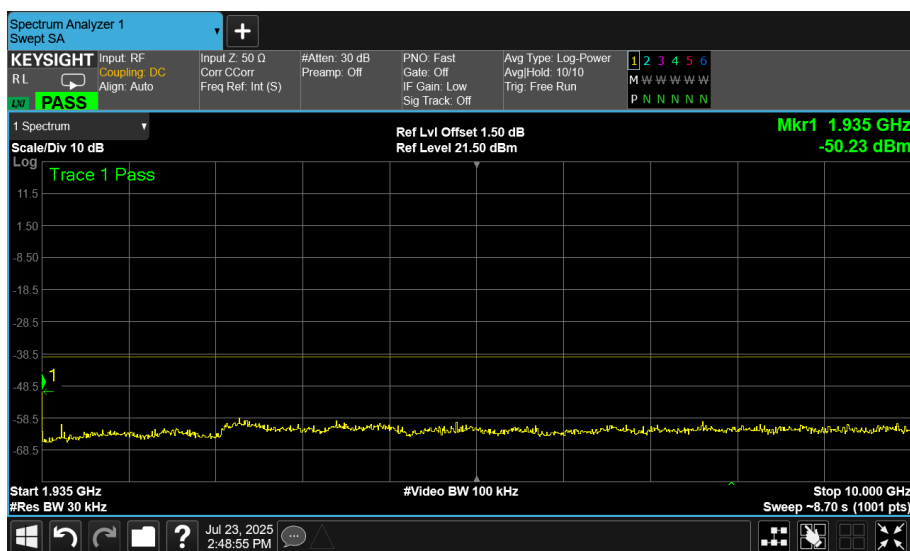 Spectrum Analyzer 1
Swept SA
KEYSIGHT
RL
LXI PASS
Input: RF
Coupling: DC
Align: Auto
Input Z: 50 Ω
Corr CCorr
Freq Ref: Int (S)
#Atten: 30 dB
Preamp: Off
PNO: Fast
Gate: Off
IF Gain: Low
Sig Track: Off
Avg Type: Log-Power
Avg|Hold: 10/10
Trig: Free Run
1 2 3 4 5 6
M W W W W W
P N N N N N
1 Spectrum
Scale/Div 10 dB
Ref Lvl Offset 1.50 dB
Ref Level 21.50 dBm
Mkr1 1.935 GHz
-50.23 dBm
Log
Trace 1 Pass
11.5
1.50
-8.50
-18.5
-28.5
-38.5
1
-48.5
-58.5
-68.5
Start 1.935 GHz
#Res BW 30 kHz
#Video BW 100 kHz
Stop 10.000 GHz
Sweep ~8.70 s (1001 pts)
?
Jul 23, 2025
2:48:55 PM